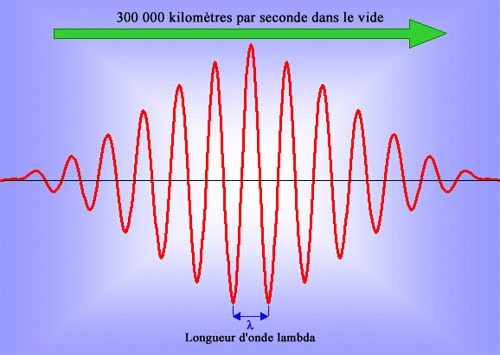 300 000 kilomètres par seconde dans le vide
λ
Longueur d'onde lambda